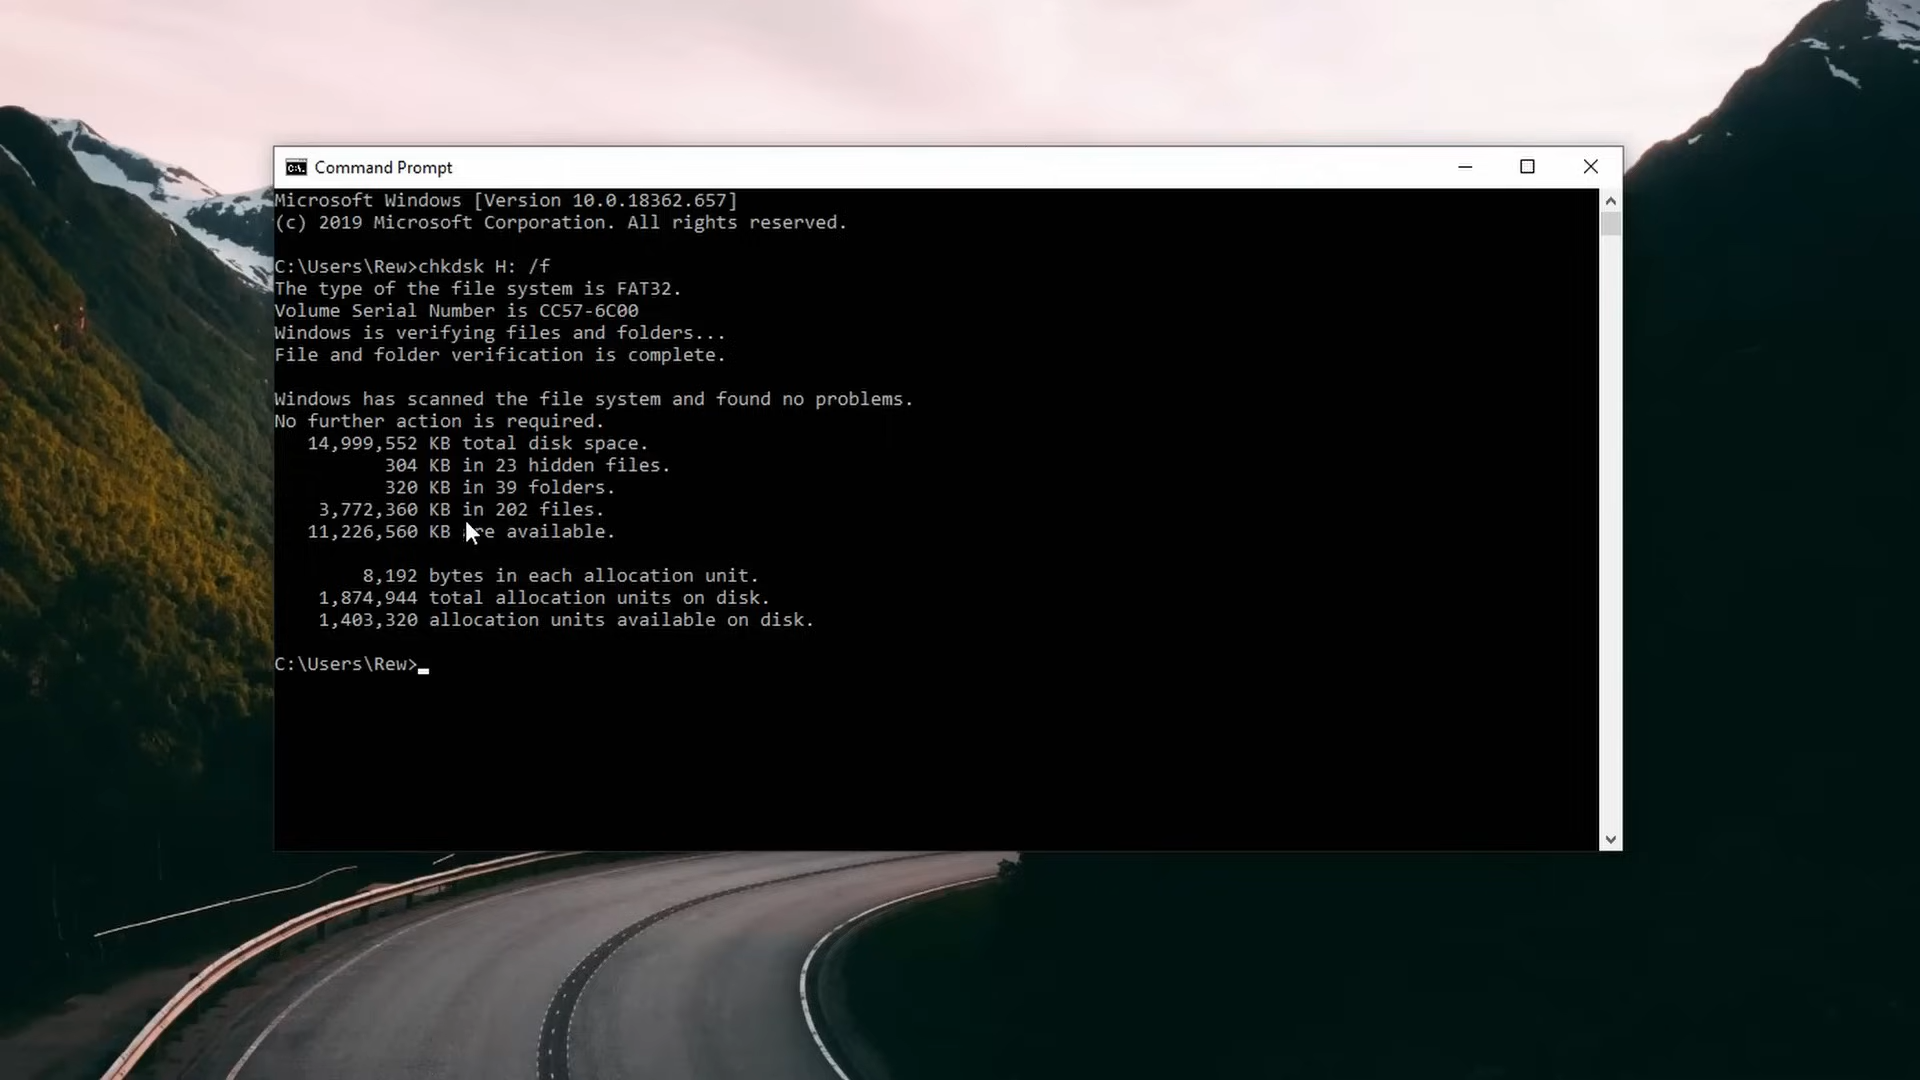 Command Prompt
Microsoft Windows [Version 10.0.18362.657]
(c) 2019 Microsoft Corporation. All rights reserved.
C:\Users\Rew>chkdsk H: /f
The type of the file system is FAT32.
Volume Serial Number is CC57-6C00
Windows is verifying files and folders...
File and folder verification is complete.
Windows has scanned the file system and found no problems.
No further action is required.
14,999,552 KB total disk space.
304 KB in 23 hidden files.
320 KB in 39 folders.
3,772,360 KB in 202 files.
11,226,560 KB are available.
8,192 bytes in each allocation unit.
1,874,944 total allocation units on disk.
1,403,320 allocation units available on disk.
C:\Users\Rew>